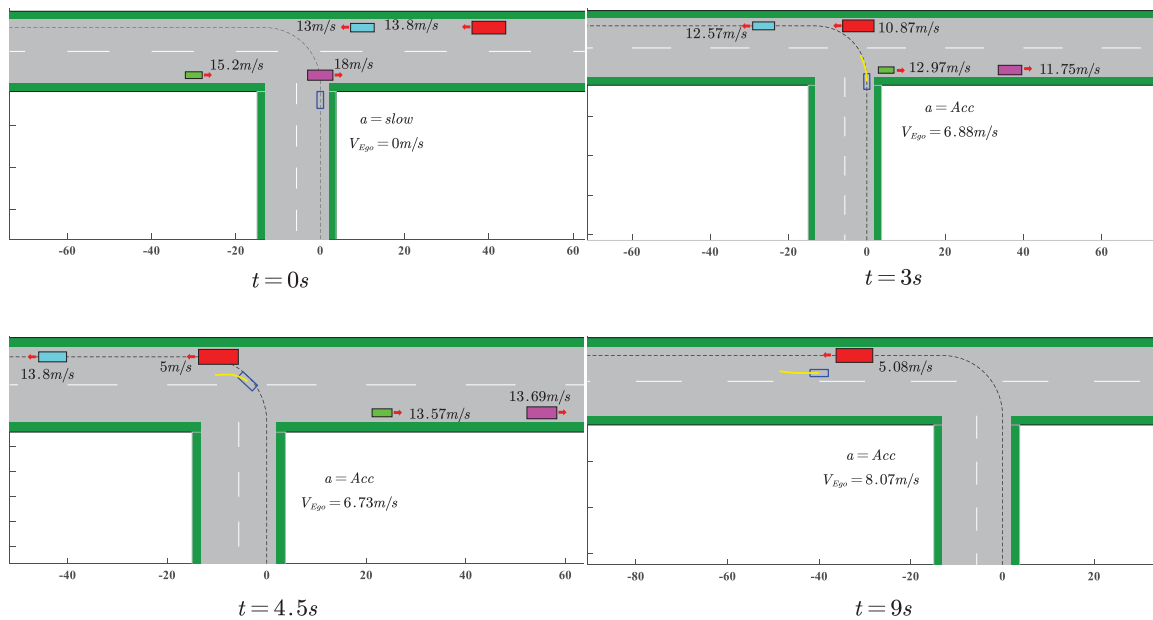 13m/s 13.8m/s
15.2m/s 18m/s
a = slow
V_Ego = 0m/s
-60 -40 -20 0 20 40 60
t = 0s
12.57m/s 10.87m/s
12.97m/s 11.75m/s
a = Acc
V_Ego = 6.88m/s
-60 -40 -20 0 20 40 60
t = 3s
13.8m/s 5m/s
13.57m/s 13.69m/s
a = Acc
V_Ego = 6.73m/s
-40 -20 0 20 40 60
t = 4.5s
5.08m/s
a = Acc
V_Ego = 8.07m/s
-80 -60 -40 -20 0 20
t = 9s